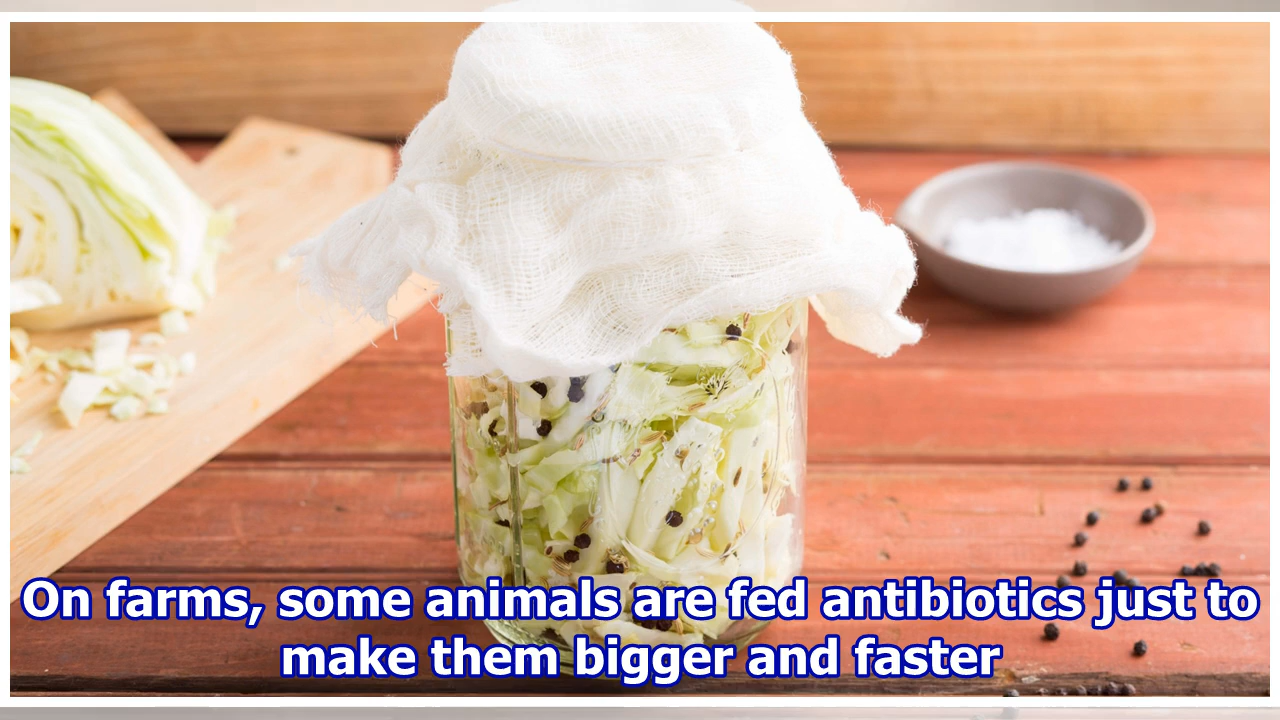 On farms, some animals are fed antibiotics just to
make them bigger and faster